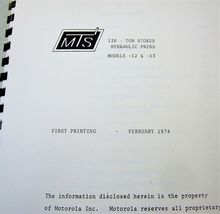 MTS
120 - TON STOKES
HYDRAULIC PRESS
MODELS -12 & -13
FIRST PRINTING - FEBRUARY 1974
The information disclosed herein is the property
of Motorola Inc. Motorola reserves all proprietary